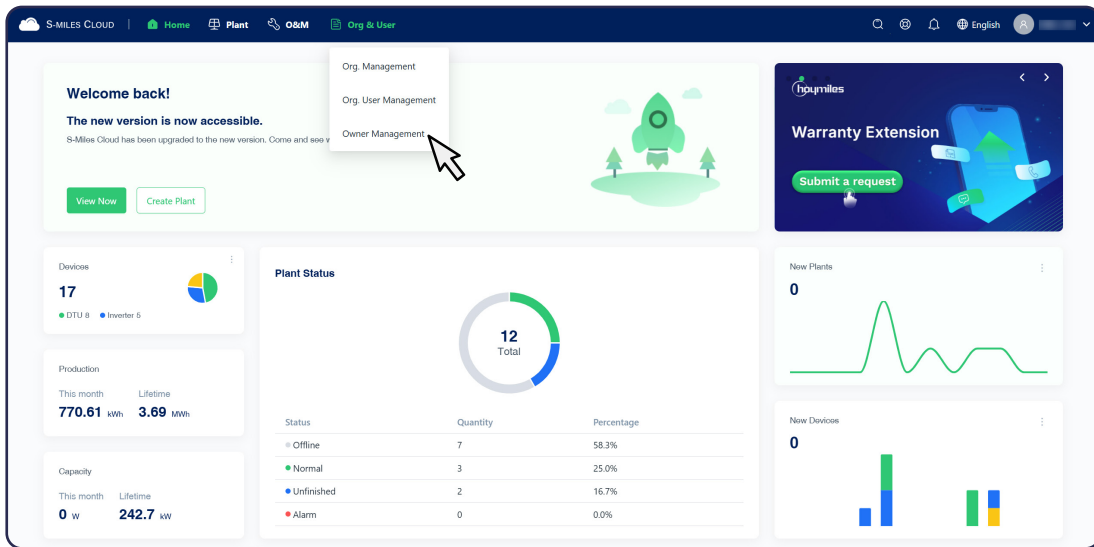 S-MILES CLOUD | Home Plant O&M Org & User English
Org. Management
Org. User Management
Owner Management
Welcome back!
The new version is now accessible.
S-Miles Cloud has been upgraded to the new version. Come and see
View Now Create Plant
hoymiles
Warranty Extension
Submit a request
Devices
17
DTU 8 Inverter 5
Production
This month Lifetime
770.61 kWh 3.69 MWh
Capacity
This month Lifetime
0 W 242.7 kW
Plant Status
12
Total
Status Quantity Percentage
Offline 7 58.3%
Normal 3 25.0%
Unfinished 2 16.7%
Alarm 0 0.0%
New Plants
0
New Devices
0